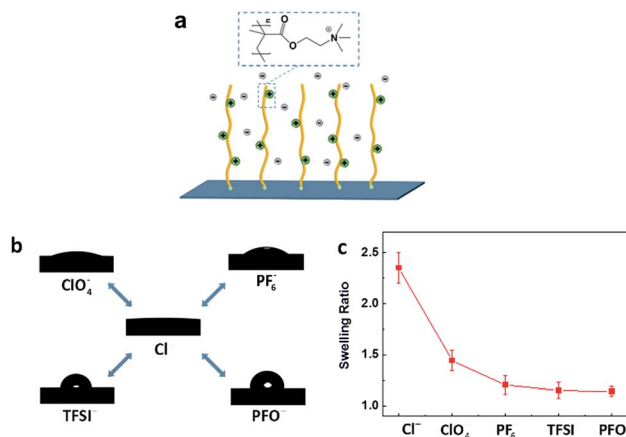 a
n
O
O
N
⊕
b
ClO₄⁻
PF₆⁻
Cl
TFSI⁻
PFO⁻
c
Swelling Ratio
2.5
2.0
1.5
1.0
Cl⁻
ClO₄
PF₆
TFSI
PFO